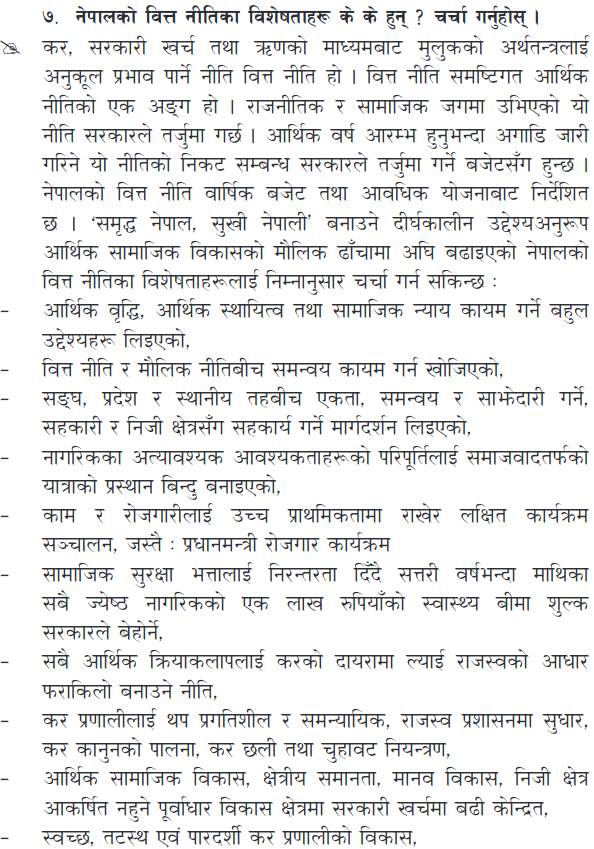 ७. नेपालको वित्त नीतिका विशेषताहरू के के हुन् ? चर्चा गर्नुहोस् ।
कर, सरकारी खर्च तथा ऋणको माध्यमबाट मुलुकको अर्थतन्त्रलाई
अनुकूल प्रभाव पार्ने नीति वित्त नीति हो । वित्त नीति समष्टिगत आर्थिक
नीतिको एक अङ्ग हो । राजनीतिक र सामाजिक जगमा उभिएको यो
नीति सरकारले तर्जुमा गर्छ । आर्थिक वर्ष आरम्भ हुनुभन्दा अगाडि जारी
गरिने यो नीतिको निकट सम्बन्ध सरकारले तर्जुमा गर्ने बजेटसँग हुन्छ ।
नेपालको वित्त नीति वार्षिक बजेट तथा आवधिक योजनाबाट निर्देशित
छ । ‘समृद्ध नेपाल, सुखी नेपाली’ बनाउने दीर्घकालीन उद्देश्यअनुरूप
आर्थिक सामाजिक विकासको मौलिक ढाँचामा अघि बढाइएको नेपालको
वित्त नीतिका विशेषताहरूलाई निम्नानुसार चर्चा गर्न सकिन्छ :
- आर्थिक वृद्धि, आर्थिक स्थायित्व तथा सामाजिक न्याय कायम गर्ने बहुल
उद्देश्यहरू लिइएको,
- वित्त नीति र मौलिक नीतिबीच समन्वय कायम गर्न खोजिएको,
- सङ्घ, प्रदेश र स्थानीय तहबीच एकता, समन्वय र साझेदारी गर्ने,
सहकारी र निजी क्षेत्रसँग सहकार्य गर्ने मार्गदर्शन लिइएको,
- नागरिकका अत्यावश्यक आवश्यकताहरूको परिपूर्तिलाई समाजवादतर्फको
यात्राको प्रस्थान बिन्दु बनाइएको,
- काम र रोजगारीलाई उच्च प्राथमिकतामा राखेर लक्षित कार्यक्रम
सञ्चालन, जस्तै : प्रधानमन्त्री रोजगार कार्यक्रम
- सामाजिक सुरक्षा भत्तालाई निरन्तरता दिँदै सत्तरी वर्षभन्दा माथिका
सबै ज्येष्ठ नागरिकको एक लाख रुपियाँको स्वास्थ्य बीमा शुल्क
सरकारले बेहोर्ने,
- सबै आर्थिक क्रियाकलापलाई करको दायरामा ल्याई राजस्वको आधार
फराकिलो बनाउने नीति,
- कर प्रणालीलाई थप प्रगतिशील र समन्यायिक, राजस्व प्रशासनमा सुधार,
कर कानुनको पालना, कर छली तथा चुहावट नियन्त्रण,
- आर्थिक सामाजिक विकास, क्षेत्रीय समानता, मानव विकास, निजी क्षेत्र
आकर्षित नहुने पूर्वाधार विकास क्षेत्रमा सरकारी खर्चमा बढी केन्द्रित,
- स्वच्छ, तटस्थ एवं पारदर्शी कर प्रणालीको विकास,